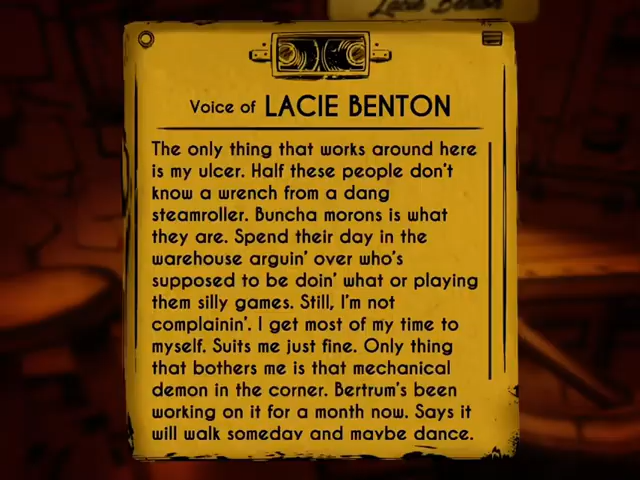 Lacie Benton
Voice of LACIE BENTON
The only thing that works around here
is my ulcer. Half these people don't
know a wrench from a dang
steamroller. Buncha morons is what
they are. Spend their day in the
warehouse arguin' over who's
supposed to be doin' what or playing
them silly games. Still, I'm not
complainin'. I get most of my time to
myself. Suits me just fine. Only thing
that bothers me is that mechanical
demon in the corner. Bertrum's been
working on it for a month now. Says it
will walk someday and maybe dance.